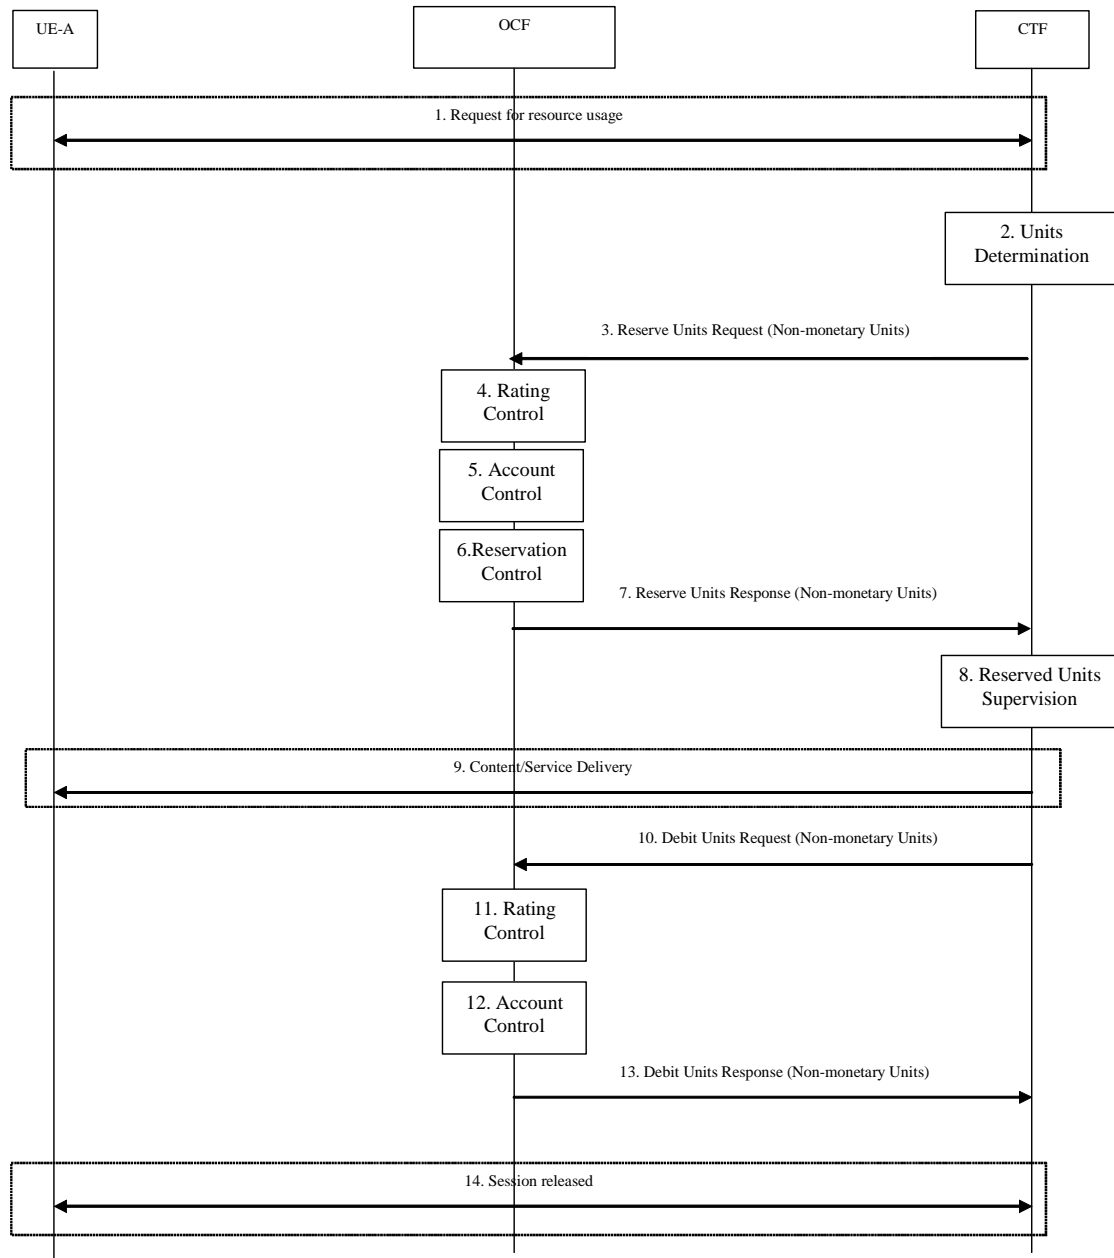 UE-A
OCF
CTF
1. Request for resource usage
2. Units
Determination
3. Reserve Units Request (Non-monetary Units)
4. Rating
Control
5. Account
Control
6.Reservation
Control
7. Reserve Units Response (Non-monetary Units)
8. Reserved Units
Supervision
9. Content/Service Delivery
10. Debit Units Request (Non-monetary Units)
11. Rating
Control
12. Account
Control
13. Debit Units Response (Non-monetary Units)
14. Session released